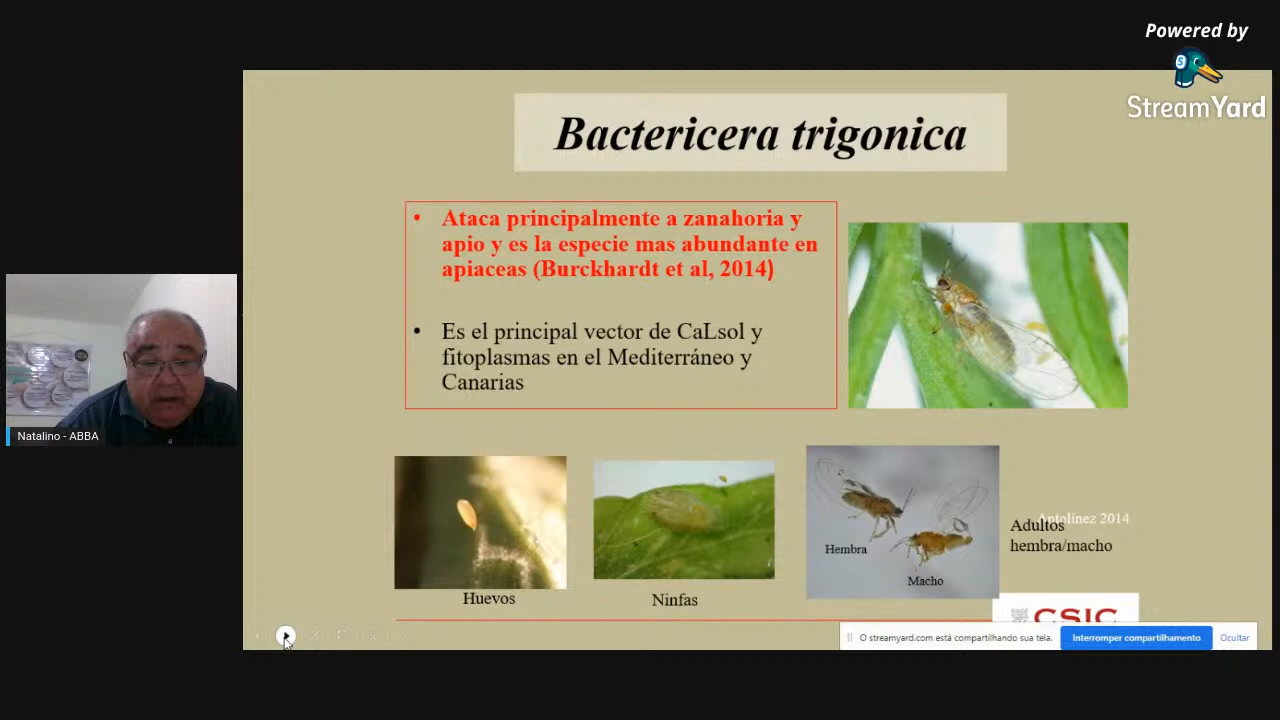 Powered by
StreamYard
Bactericera trigonica
• Ataca principalmente a zanahoria y
apio y es la especie mas abundante en
apiaceas (Burckhardt et al, 2014)
• Es el principal vector de CaLsol y
fitoplasmas en el Mediterráneo y
Canarias
Natalino - ABBA
Hembra
Macho
Antolínez 2014
Adultos
hembra/macho
Huevos
Ninfas
CSIC
O streamyard.com está compartilhando sua tela.
Interromper compartilhamento
Ocultar